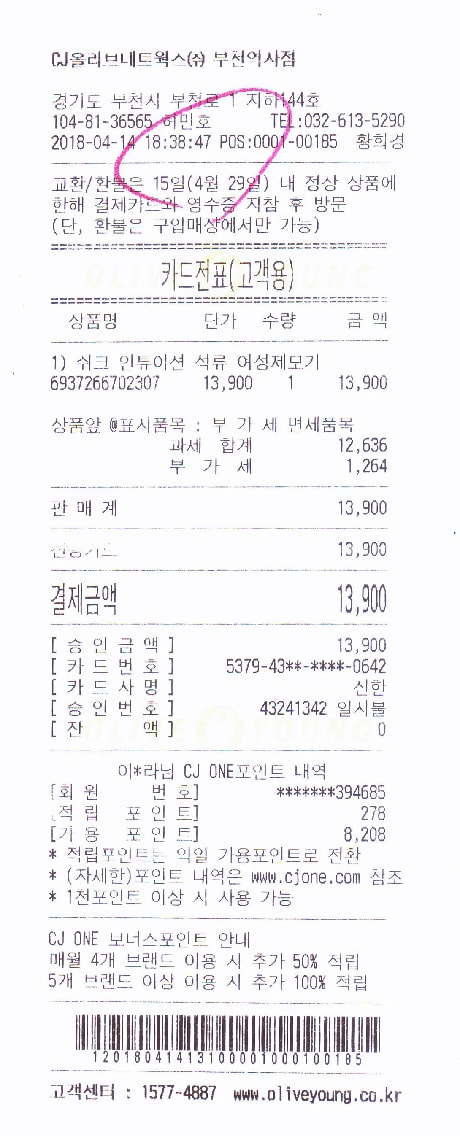 CJ올리브네트웍스(주) 부천역사점
경기도 부천시 부천로 1 지하144호
104-81-36565 허민호 TEL:032-613-5290
2018-04-14 18:38:47 POS:0001-00185 황희경
교환/환불은 15일(4월 29일) 내 정상 상품에
한해 결제카드와 영수증 지참 후 방문
(단, 환불은 구입매장에서만 가능)
OLIVE YOUNG
카드전표(고객용)
상품명 단가 수량 금 액
1) 쉬크 인튜이션 석류 여성제모기
6937266702307 13,900 1 13,900
상품앞 @표시품목 : 부 가 세 면세품목
과세 합계 12,636
부 가 세 1,264
판 매 계 13,900
신용카드 13,900
결제금액 13,900
[ 승 인 금 액 ] 13,900
[ 카 드 번 호 ] 5379-43**-****-0642
[ 카 드 사 명 ] 신한
[ 승 인 번 호 ] 43241342 일시불
[ 잔 액 ] 0
OLIVE YOUNG
이*라님 CJ ONE포인트 내역
[회 원 번 호] *******394685
[적 립 포 인 트] 278
[가 용 포 인 트] 8,208
* 적립포인트는 익일 가용포인트로 전환
* (자세한)포인트 내역은 www.cjone.com 참조
* 1천포인트 이상 시 사용 가능
CJ ONE 보너스포인트 안내
매월 4개 브랜드 이용 시 추가 50% 적립
5개 브랜드 이상 이용 시 추가 100% 적립
12018041413100001000100185
고객센터 : 1577-4887 www.oliveyoung.co.kr